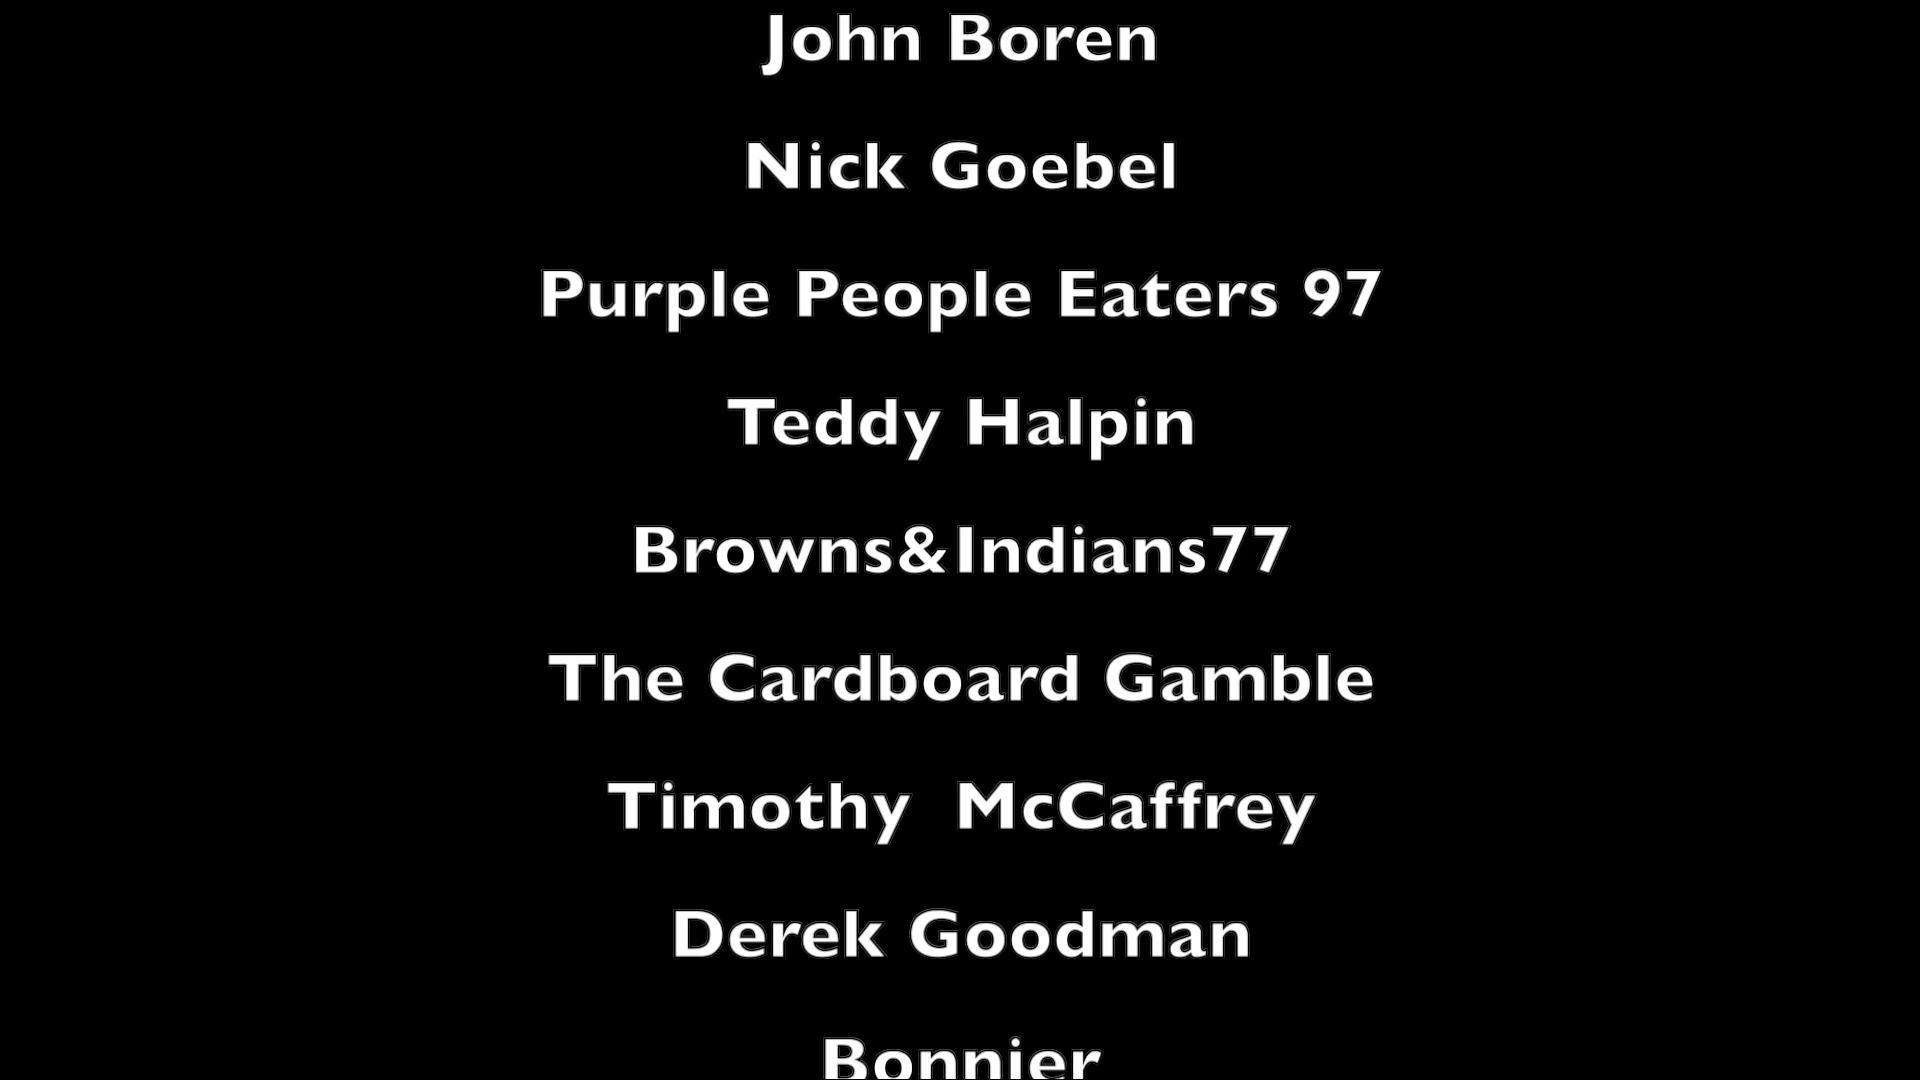 John Boren
Nick Goebel
Purple People Eaters 97
Teddy Halpin
Browns&Indians77
The Cardboard Gamble
Timothy  McCaffrey
Derek Goodman
Bonnier